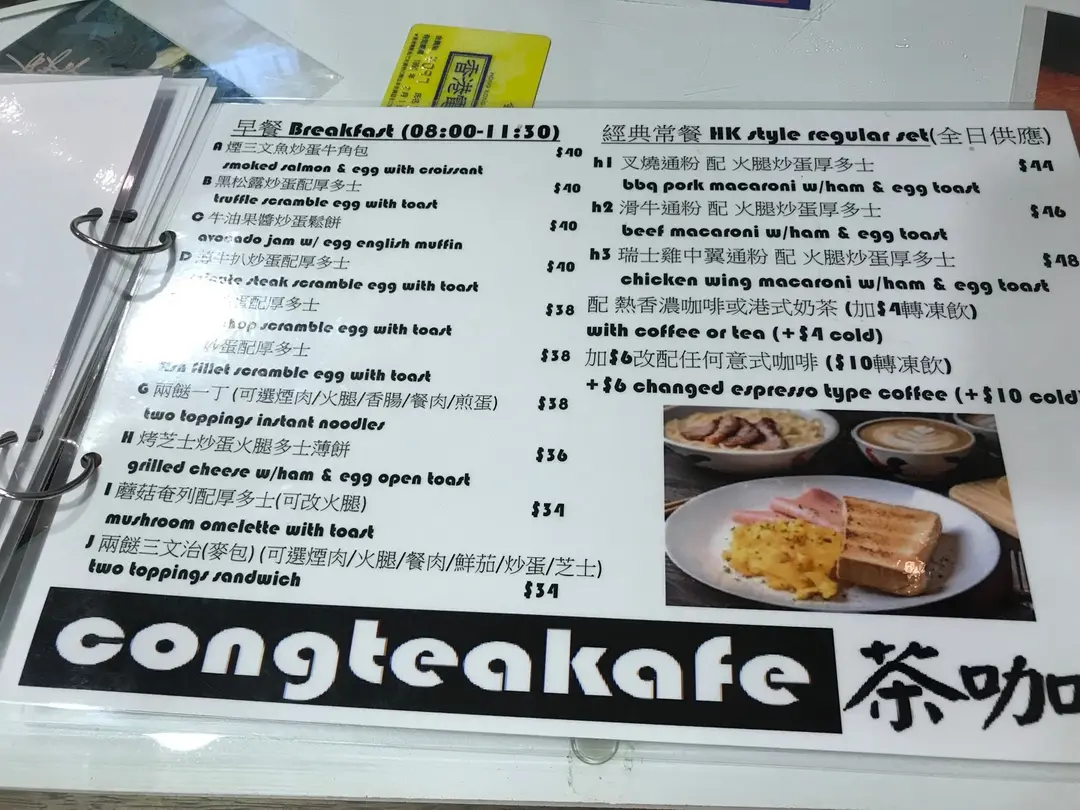 早餐 Breakfast (08:00-11:30)
A 煙三文魚炒蛋牛角包 $40
smoked salmon & egg with croissant
B 黑松露炒蛋配厚多士 $40
truffle scramble egg with toast
C 牛油果醬炒蛋鬆餅 $40
avocado jam w/ egg english muffin
D 牛扒炒蛋配厚多士 $40
steak scramble egg with toast
蛋配厚多士 $38
scramble egg with toast
炒蛋配厚多士 $38
fillet scramble egg with toast
G 兩餸一丁 (可選煙肉/火腿/香腸/餐肉/煎蛋) $38
two toppings instant noodles
H 烤芝士炒蛋火腿多士薄餅 $36
grilled cheese w/ham & egg open toast
I 蘑菇奄列配厚多士(可改火腿) $34
mushroom omelette with toast
J 兩餸三文治(麥包) (可選煙肉/火腿/餐肉/鮮茄/炒蛋/芝士)
two toppings sandwich $34
經典常餐 HK style regular set(全日供應)
h1 叉燒通粉 配 火腿炒蛋厚多士 $44
bbq pork macaroni w/ham & egg toast
h2 滑牛通粉 配 火腿炒蛋厚多士 $46
beef macaroni w/ham & egg toast
h3 瑞士雞中翼通粉 配 火腿炒蛋厚多士 $48
chicken wing macaroni w/ham & egg toast
配 熱香濃咖啡或港式奶茶 (加$4轉凍飲)
with coffee or tea (+$4 cold)
加$6改配任何意式咖啡 ($10轉凍飲)
+$6 changed espresso type coffee (+$10 cold)
congteakafe 茶咖
香港